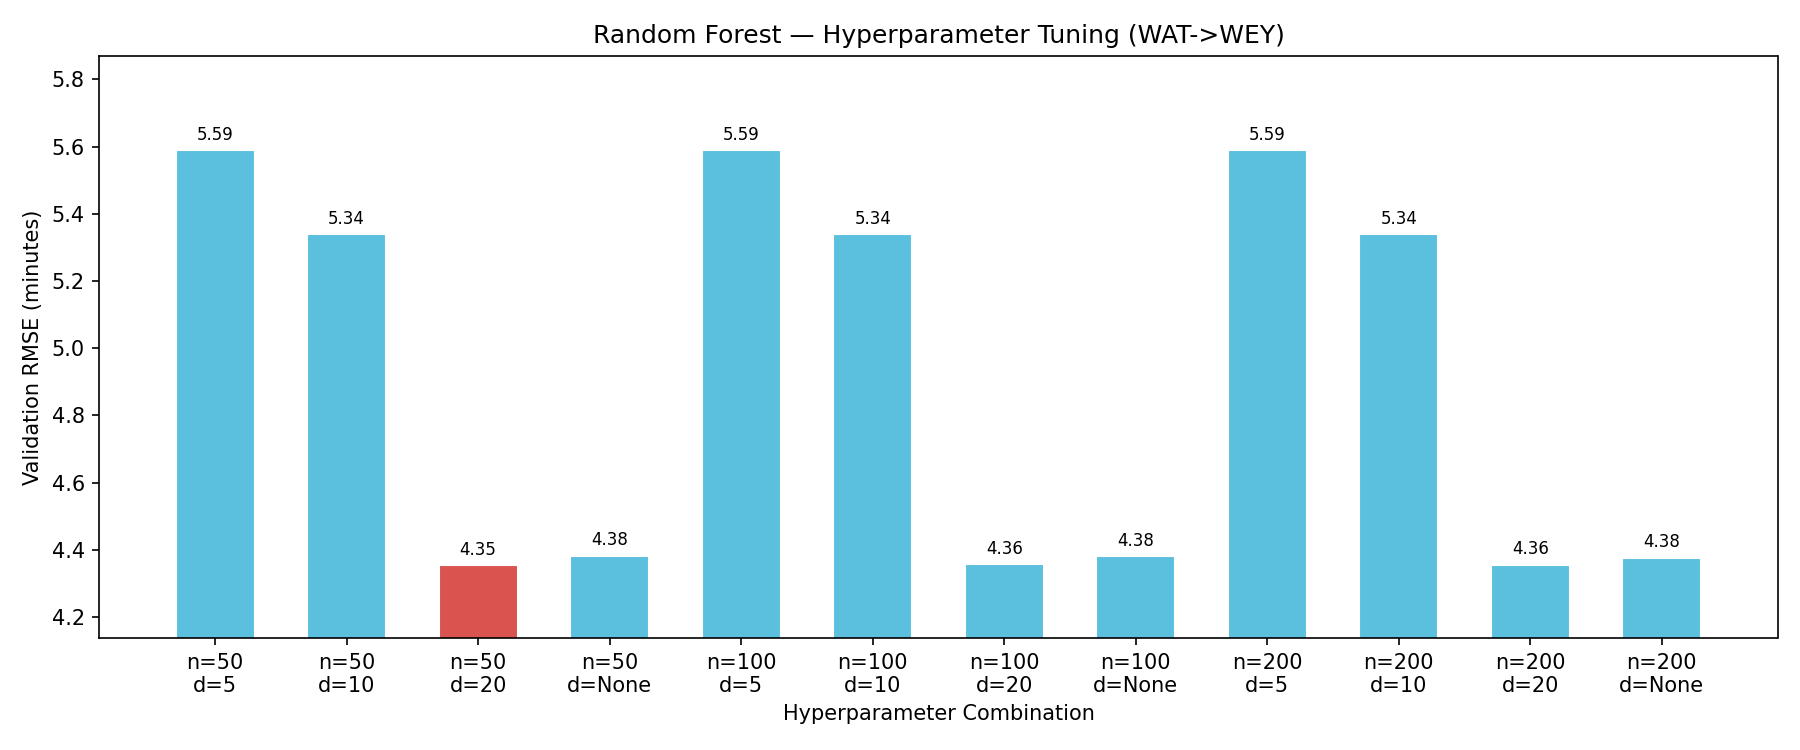 Random Forest — Hyperparameter Tuning (WAT->WEY)
Validation RMSE (minutes)
5.8
5.6
5.4
5.2
5.0
4.8
4.6
4.4
4.2
5.59
5.34
4.35
4.38
5.59
5.34
4.36
4.38
5.59
5.34
4.36
4.38
n=50
d=5
n=50
d=10
n=50
d=20
n=50
d=None
n=100
d=5
n=100
d=10
n=100
d=20
n=100
d=None
n=200
d=5
n=200
d=10
n=200
d=20
n=200
d=None
Hyperparameter Combination